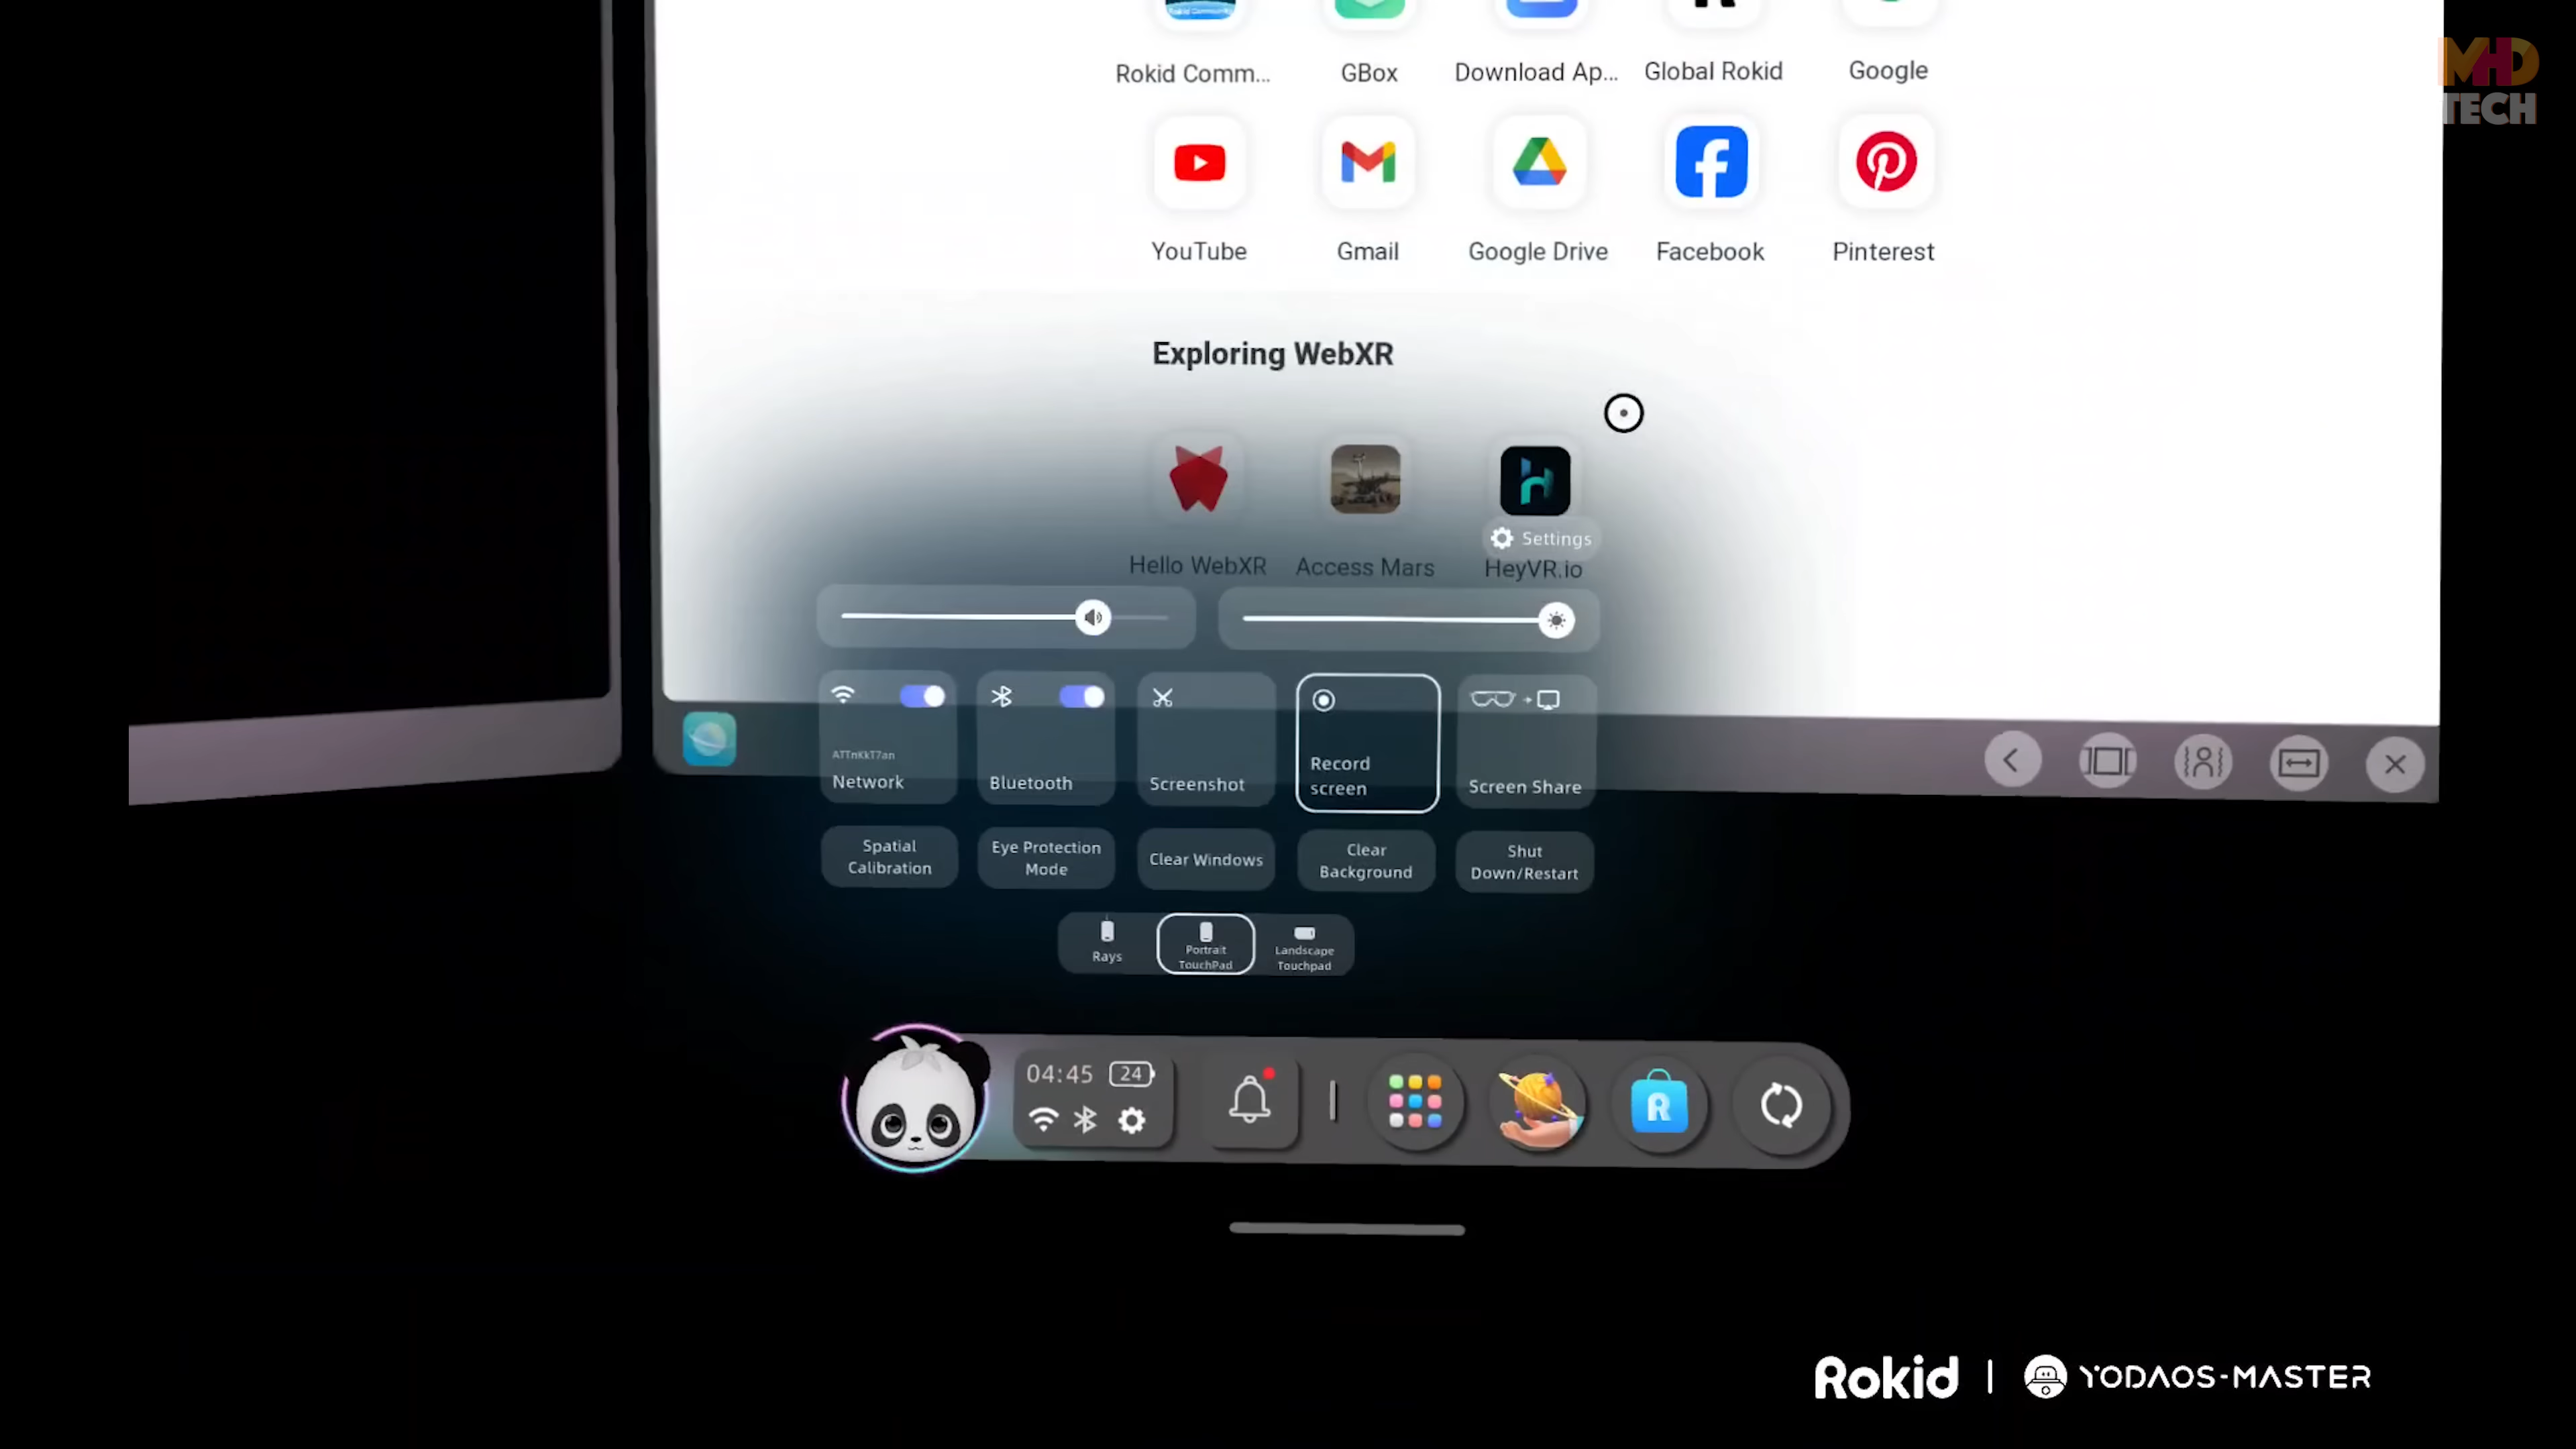 MHD
TECH
Rokid Comm...
GBox
Download Ap...
Global Rokid
Google
YouTube
Gmail
Google Drive
Facebook
Pinterest
Exploring WebXR
Settings
Hello WebXR
Access Mars
HeyVR.io
ATTnKkT7an
Network
Bluetooth
Screenshot
Record
screen
Screen Share
Spatial
Calibration
Eye Protection
Mode
Clear Windows
Clear
Background
Shut
Down/Restart
Rays
Portrait
TouchPad
Landscape
Touchpad
04:45
24
R
Rokid | YODAOS-MASTER